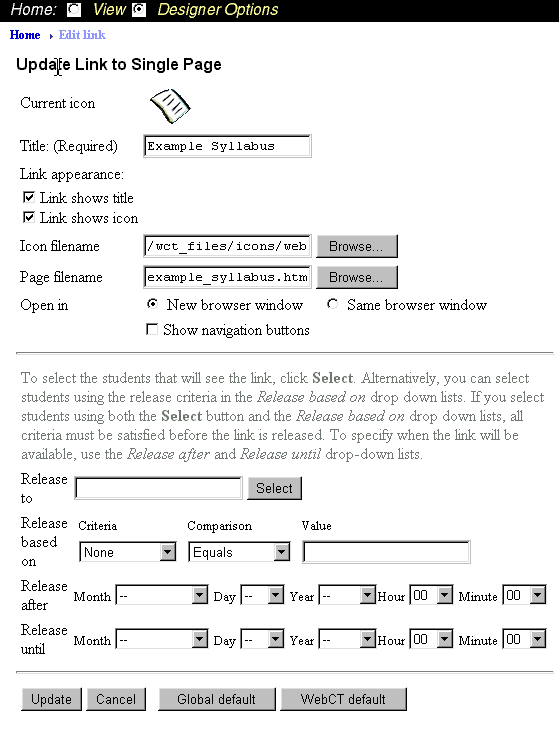 Home: View Designer Options
Home › Edit link
Update Link to Single Page
Current icon
Title: (Required) Example Syllabus
Link appearance:
Link shows title
Link shows icon
Icon filename /wct_files/icons/web Browse...
Page filename example_syllabus.htm Browse...
Open in New browser window Same browser window
Show navigation buttons
To select the students that will see the link, click Select. Alternatively, you can select
students using the release criteria in the Release based on drop down lists. If you select
students using both the Select button and the Release based on drop down lists, all
criteria must be satisfied before the link is released. To specify when the link will be
available, use the Release after and Release until drop-down lists.
Release
to Select
Release
based
on
Criteria Comparison Value
None Equals
Release
after
Month -- Day -- Year -- Hour 00 Minute 00
Release
until
Month -- Day -- Year -- Hour 00 Minute 00
Update Cancel Global default WebCT default